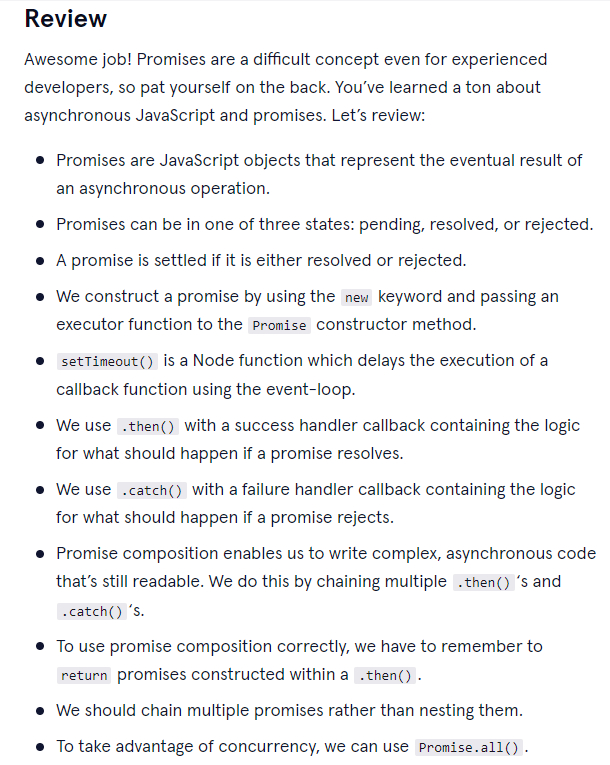 Review
Awesome job! Promises are a difficult concept even for experienced
developers, so pat yourself on the back. You’ve learned a ton about
asynchronous JavaScript and promises. Let’s review:
● Promises are JavaScript objects that represent the eventual result of
an asynchronous operation.
● Promises can be in one of three states: pending, resolved, or rejected.
● A promise is settled if it is either resolved or rejected.
● We construct a promise by using the new keyword and passing an
executor function to the Promise constructor method.
● setTimeout() is a Node function which delays the execution of a
callback function using the event-loop.
● We use .then() with a success handler callback containing the logic
for what should happen if a promise resolves.
● We use .catch() with a failure handler callback containing the logic
for what should happen if a promise rejects.
● Promise composition enables us to write complex, asynchronous code
that’s still readable. We do this by chaining multiple .then() ‘s and
.catch() ‘s.
● To use promise composition correctly, we have to remember to
return promises constructed within a .then() .
● We should chain multiple promises rather than nesting them.
● To take advantage of concurrency, we can use Promise.all() .